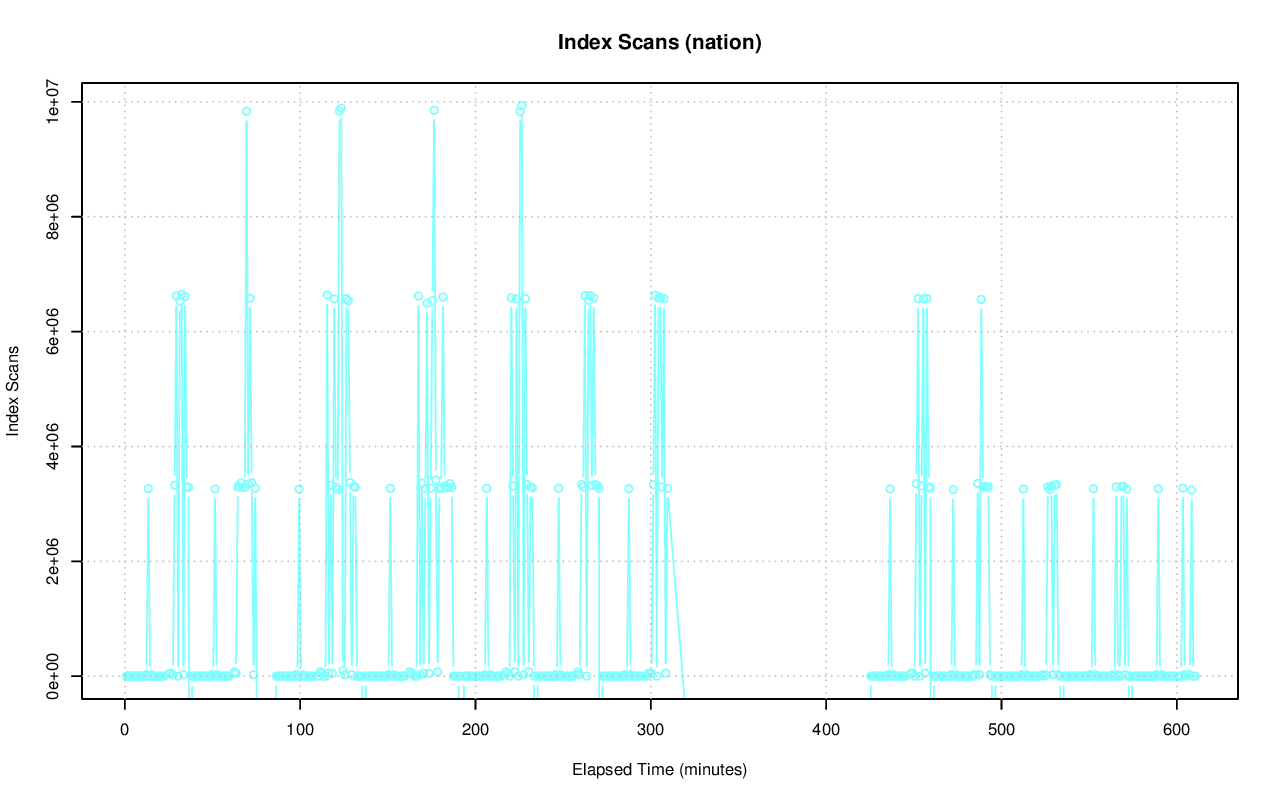 Index Scans (nation)
Index Scans
1e+07
8e+06
6e+06
4e+06
2e+06
0e+00
0 100 200 300 400 500 600
Elapsed Time (minutes)